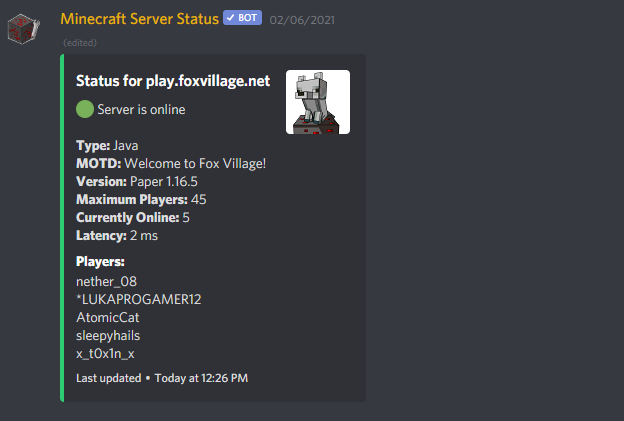 Minecraft Server Status ✓ BOT 02/06/2021
(edited)
Status for play.foxvillage.net
Server is online
Type: Java
MOTD: Welcome to Fox Village!
Version: Paper 1.16.5
Maximum Players: 45
Currently Online: 5
Latency: 2 ms
Players:
nether_08
*LUKAPROGAMER12
AtomicCat
sleepyhails
x_t0x1n_x
Last updated • Today at 12:26 PM